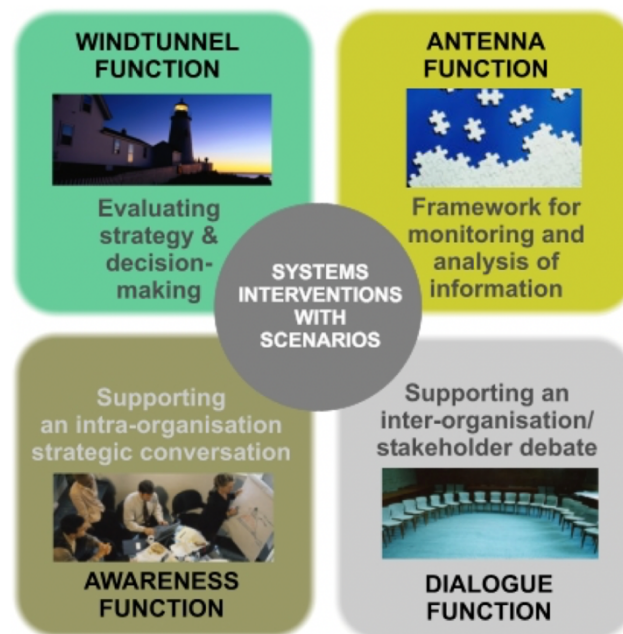 WINDTUNNEL
FUNCTION
Evaluating
strategy &
decision-
making
ANTENNA
FUNCTION
Framework for
monitoring and
analysis of
information
SYSTEMS
INTERVENTIONS
WITH
SCENARIOS
Supporting
an intra-organisation
strategic conversation
AWARENESS
FUNCTION
Supporting an
inter-organisation/
stakeholder debate
DIALOGUE
FUNCTION